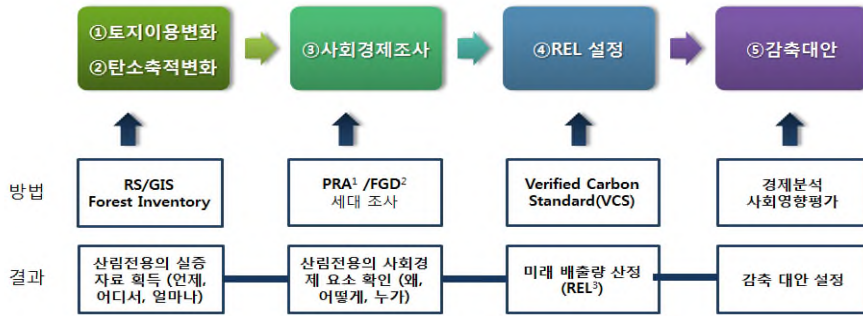 ①토지이용변화
②탄소축적변화
③사회경제조사
④REL 설정
⑤감축대안
방법
RS/GIS
Forest Inventory
PRA¹ /FGD²
세대 조사
Verified Carbon
Standard(VCS)
경제분석
사회영향평가
결과
산림전용의 실증
자료 획득 (언제,
어디서, 얼마나)
산림전용의 사회경
제 요소 확인 (왜,
어떻게, 누가)
미래 배출량 산정
(REL³)
감축 대안 설정